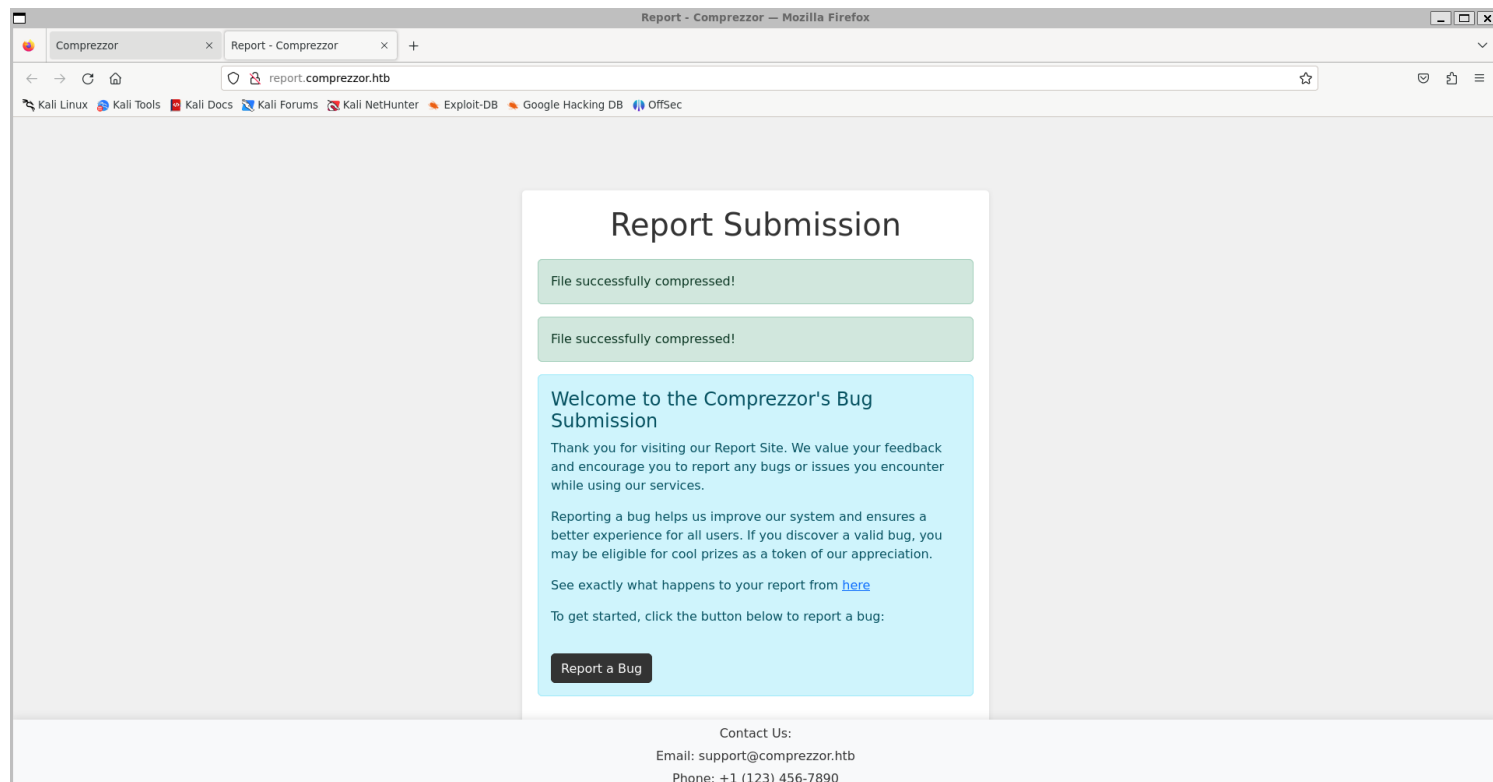 Report - Comprezzor — Mozilla Firefox
Comprezzor
Report - Comprezzor
report.comprezzor.htb
Kali Linux Kali Tools Kali Docs Kali Forums Kali NetHunter Exploit-DB Google Hacking DB OffSec
Report Submission
File successfully compressed!
File successfully compressed!
Welcome to the Comprezzor's Bug
Submission
Thank you for visiting our Report Site. We value your feedback
and encourage you to report any bugs or issues you encounter
while using our services.
Reporting a bug helps us improve our system and ensures a
better experience for all users. If you discover a valid bug, you
may be eligible for cool prizes as a token of our appreciation.
See exactly what happens to your report from here
To get started, click the button below to report a bug:
Report a Bug
Contact Us:
Email: support@comprezzor.htb
Phone: +1 (123) 456-7890